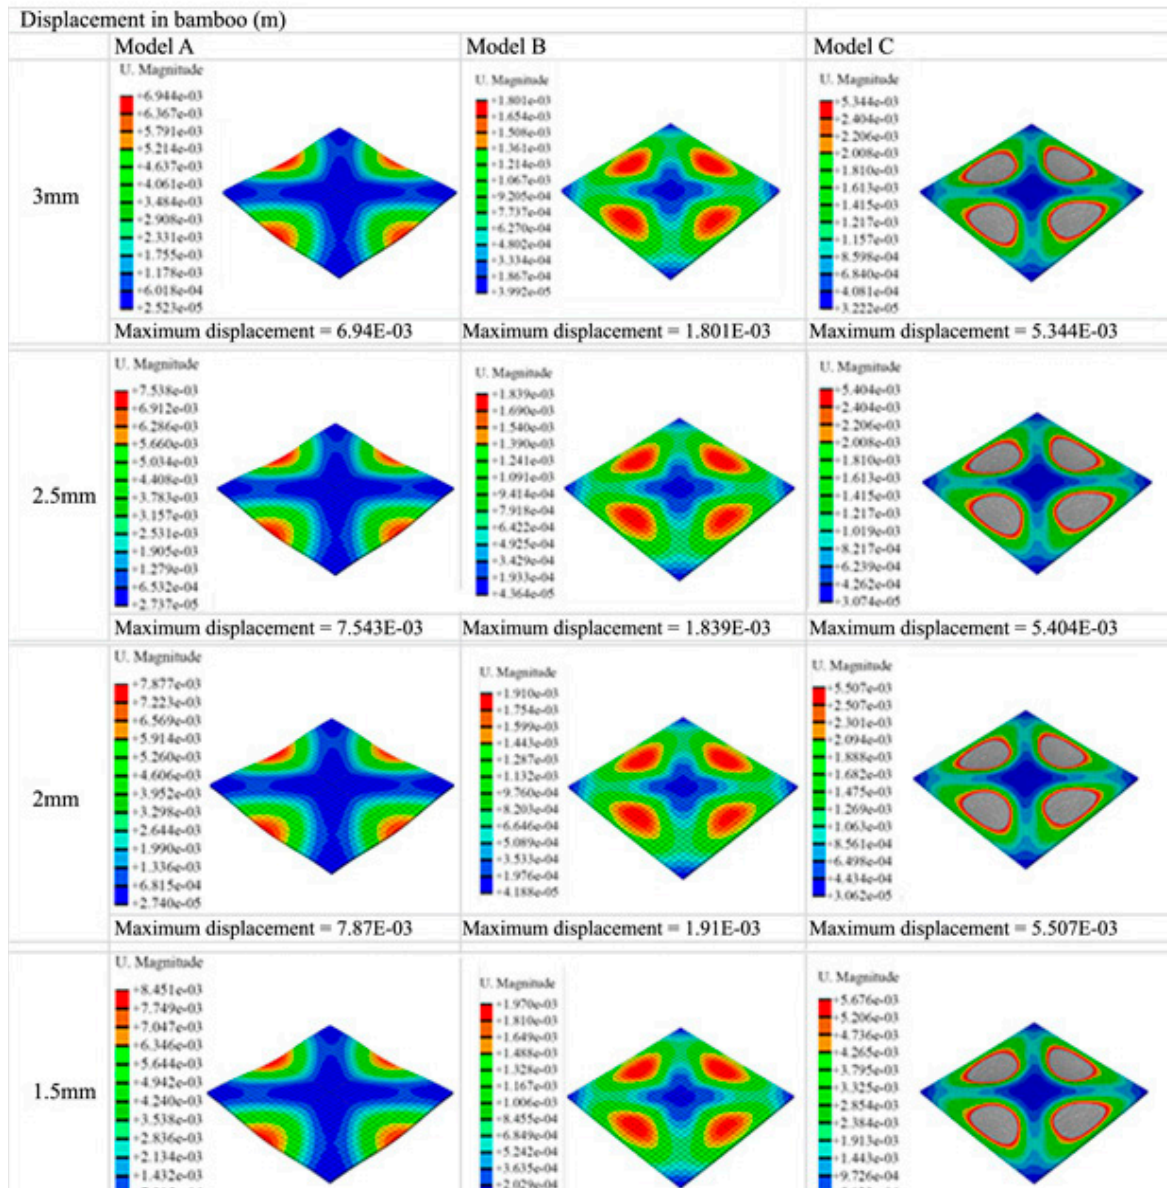 Displacement in bamboo (m)
Model A Model B Model C
3mm
U. Magnitude
+6.944e-03
+6.367e-03
+5.791e-03
+5.214e-03
+4.637e-03
+4.061e-03
+3.484e-03
+2.908e-03
+2.331e-03
+1.755e-03
+1.178e-03
+6.018e-04
+2.523e-05
U. Magnitude
+1.801e-03
+1.654e-03
+1.508e-03
+1.361e-03
+1.214e-03
+1.067e-03
+9.205e-04
+7.737e-04
+6.270e-04
+4.802e-04
+3.334e-04
+1.867e-04
+3.992e-05
U. Magnitude
+5.344e-03
+2.404e-03
+2.206e-03
+2.008e-03
+1.810e-03
+1.613e-03
+1.415e-03
+1.217e-03
+1.157e-03
+8.598e-04
+6.840e-04
+4.081e-04
+3.222e-05
Maximum displacement = 6.94E-03 Maximum displacement = 1.801E-03 Maximum displacement = 5.344E-03
2.5mm
U. Magnitude
+7.538e-03
+6.912e-03
+6.286e-03
+5.660e-03
+5.034e-03
+4.408e-03
+3.783e-03
+3.157e-03
+2.531e-03
+1.905e-03
+1.279e-03
+6.532e-04
+2.737e-05
U. Magnitude
+1.839e-03
+1.690e-03
+1.540e-03
+1.390e-03
+1.241e-03
+1.091e-03
+9.414e-04
+7.918e-04
+6.422e-04
+4.925e-04
+3.429e-04
+1.933e-04
+4.364e-05
U. Magnitude
+5.404e-03
+2.404e-03
+2.206e-03
+2.008e-03
+1.810e-03
+1.613e-03
+1.415e-03
+1.217e-03
+1.019e-03
+8.217e-04
+6.239e-04
+4.262e-04
+3.074e-05
Maximum displacement = 7.543E-03 Maximum displacement = 1.839E-03 Maximum displacement = 5.404E-03
2mm
U. Magnitude
+7.877e-03
+7.223e-03
+6.569e-03
+5.914e-03
+5.260e-03
+4.606e-03
+3.952e-03
+3.298e-03
+2.644e-03
+1.990e-03
+1.336e-03
+6.815e-04
+2.740e-05
U. Magnitude
+1.910e-03
+1.754e-03
+1.599e-03
+1.443e-03
+1.287e-03
+1.132e-03
+9.760e-04
+8.203e-04
+6.646e-04
+5.089e-04
+3.533e-04
+1.976e-04
+4.188e-05
U. Magnitude
+5.507e-03
+2.507e-03
+2.301e-03
+2.094e-03
+1.888e-03
+1.682e-03
+1.475e-03
+1.269e-03
+1.063e-03
+8.561e-04
+6.498e-04
+4.434e-04
+3.062e-05
Maximum displacement = 7.87E-03 Maximum displacement = 1.91E-03 Maximum displacement = 5.507E-03
1.5mm
U. Magnitude
+8.451e-03
+7.749e-03
+7.047e-03
+6.346e-03
+5.644e-03
+4.942e-03
+4.240e-03
+3.538e-03
+2.836e-03
+2.134e-03
+1.432e-03
U. Magnitude
+1.970e-03
+1.810e-03
+1.649e-03
+1.488e-03
+1.328e-03
+1.167e-03
+1.006e-03
+8.455e-04
+6.849e-04
+5.242e-04
+3.635e-04
+2.029e-04
U. Magnitude
+5.676e-03
+5.206e-03
+4.736e-03
+4.265e-03
+3.795e-03
+3.325e-03
+2.854e-03
+2.384e-03
+1.913e-03
+1.443e-03
+9.726e-04